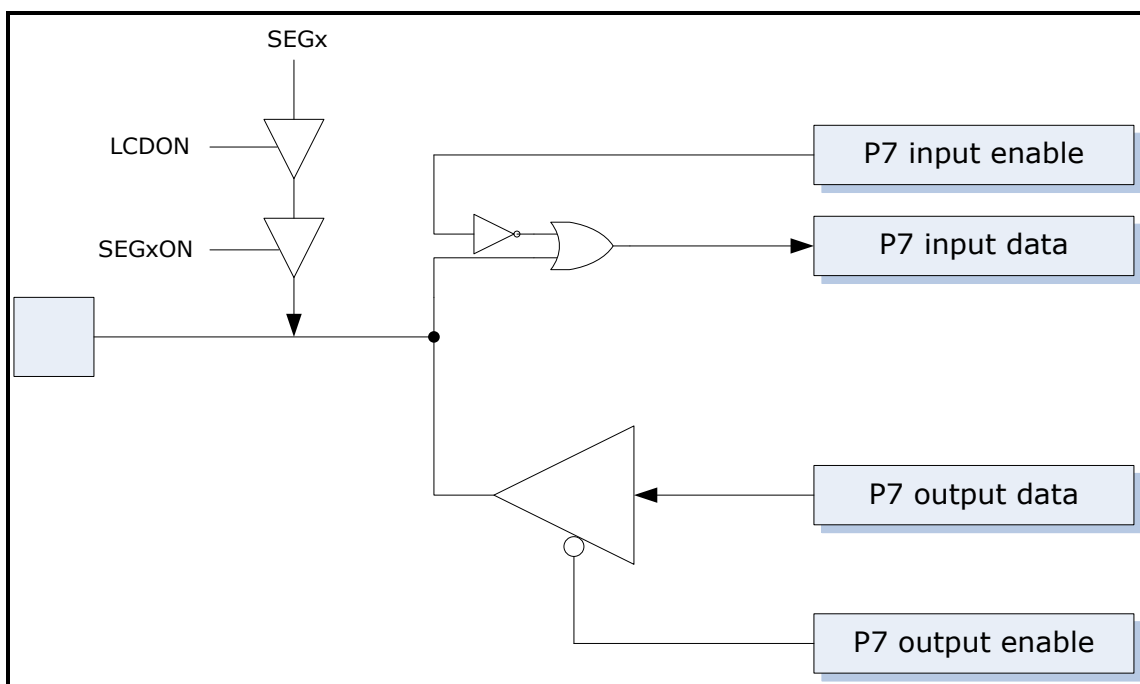 SEGx
LCDON
SEGxON
P7 input enable
P7 input data
P7 output data
P7 output enable